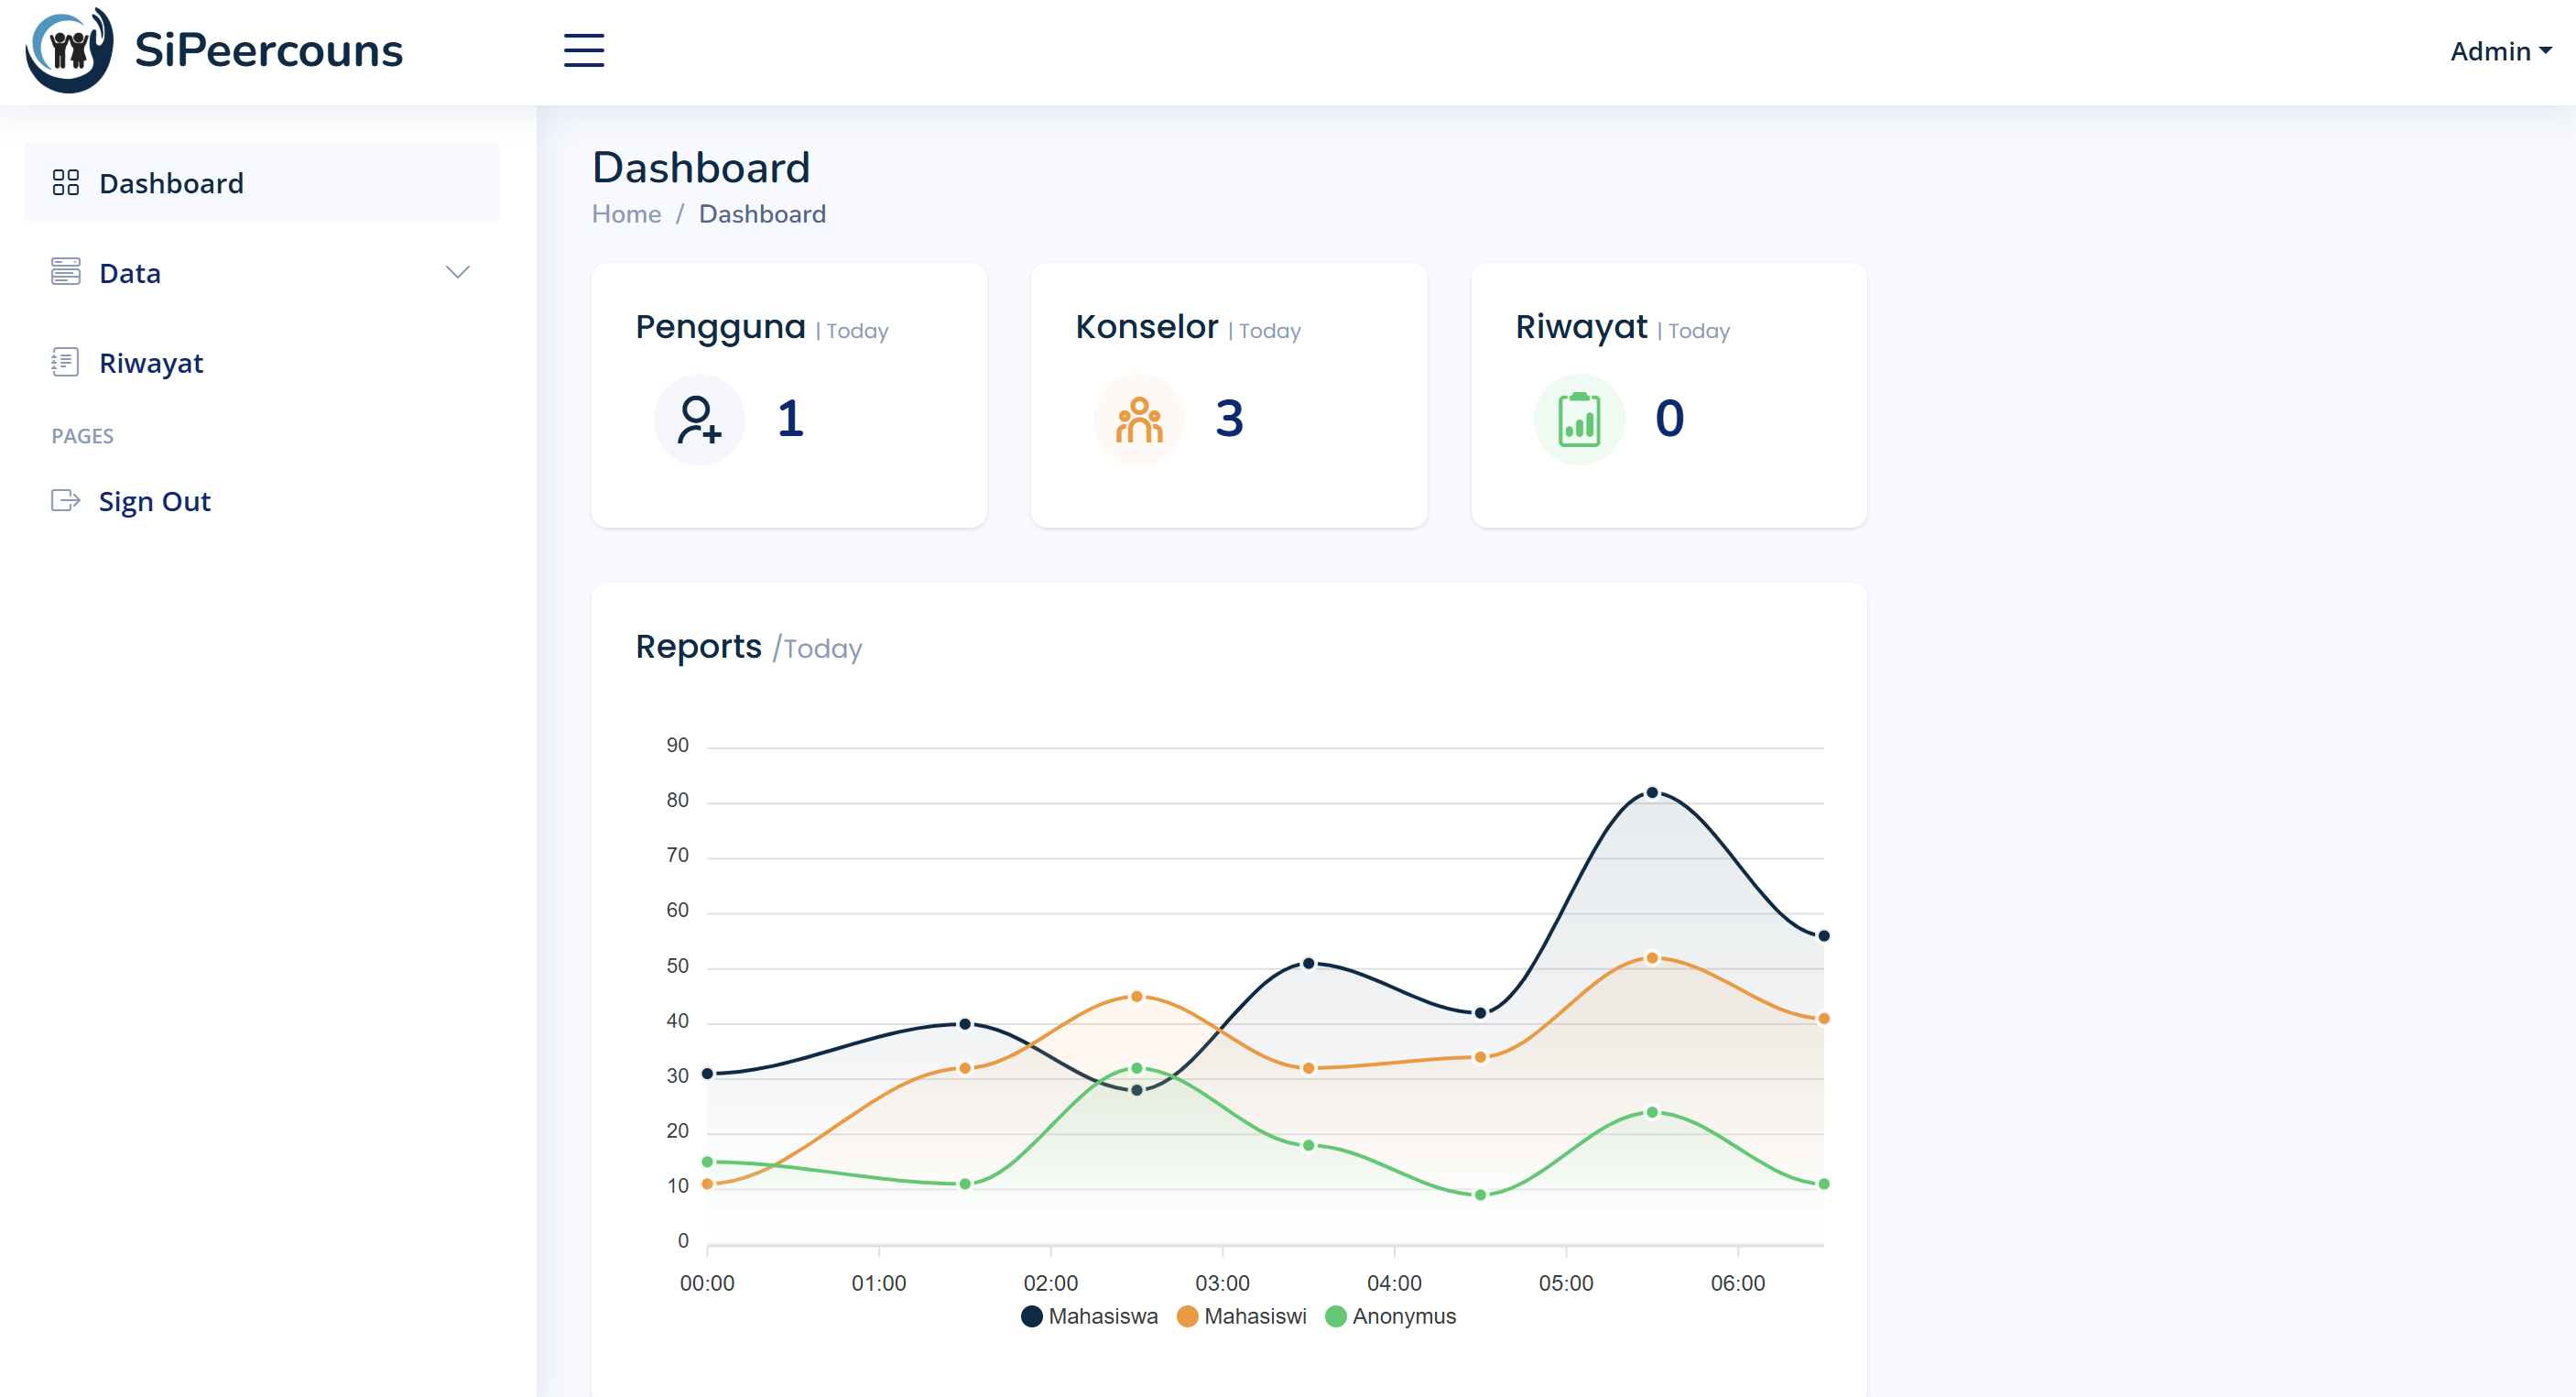 SiPeercouns
Admin
Dashboard
Data
Riwayat
PAGES
Sign Out
Dashboard
Home / Dashboard
Pengguna | Today
1
Konselor | Today
3
Riwayat | Today
0
Reports /Today
90
80
70
60
50
40
30
20
10
0
00:00 01:00 02:00 03:00 04:00 05:00 06:00
Mahasiswa Mahasiswi Anonymus